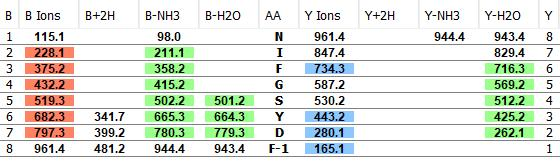 B B Ions B+2H B-NH3 B-H2O AA Y Ions Y+2H Y-NH3 Y-H2O Y
1 115.1 98.0 N 961.4 944.4 943.4 8
2 228.1 211.1 I 847.4 829.4 7
3 375.2 358.2 F 734.3 716.3 6
4 432.2 415.2 G 587.2 569.2 5
5 519.3 502.2 501.2 S 530.2 512.2 4
6 682.3 341.7 665.3 664.3 Y 443.2 425.2 3
7 797.3 399.2 780.3 779.3 D 280.1 262.1 2
8 961.4 481.2 944.4 943.4 F-1 165.1 1